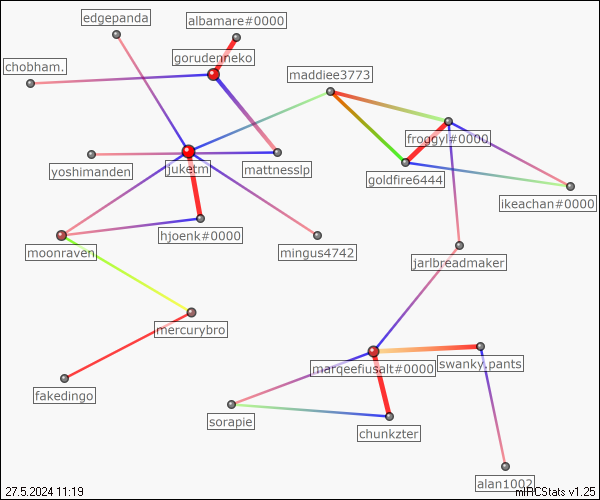 edgepanda
albamare#0000
gorudenneko
chobham.
maddiee3773
froggyl#0000
yoshimanden
juketm
mattnesslp
goldfire6444
ikeachan#0000
hjoenk#0000
moonraven
mingus4742
jarlbreadmaker
mercurybro
marqeefiusalt#0000
swanky.pants
fakedingo
sorapie
chunkzter
alan1002
27.5.2024 11:19
mIRCStats v1.25